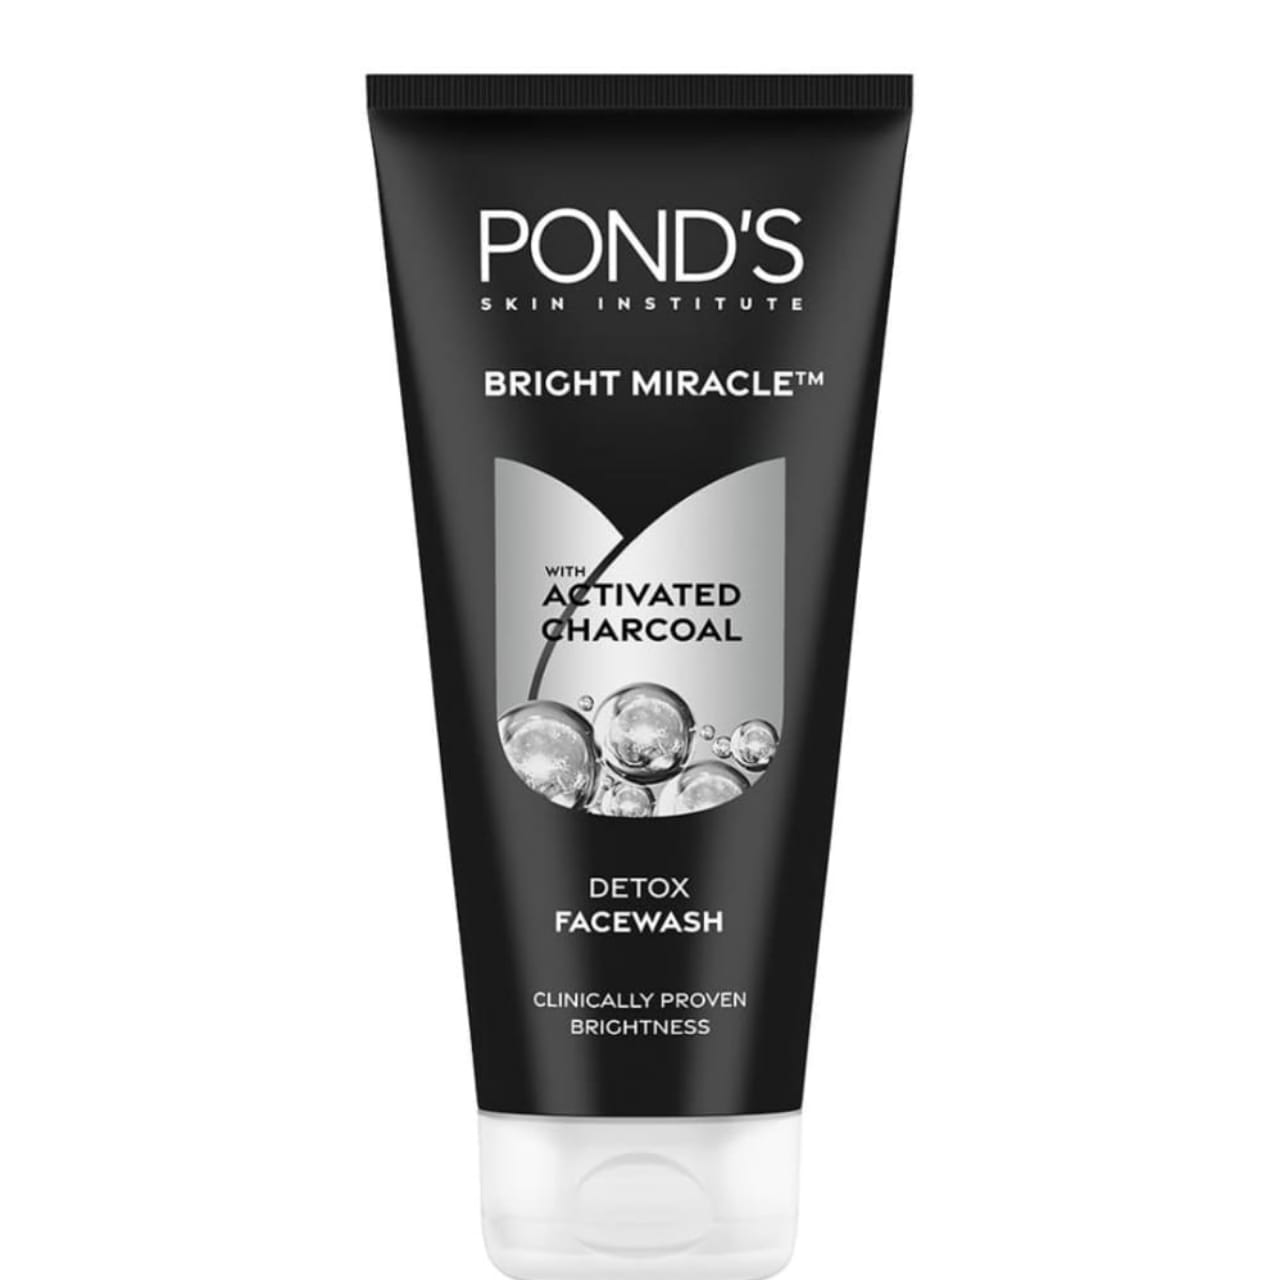 POND'S
SKIN INSTITUTE
BRIGHT MIRACLE™
WITH
ACTIVATED
CHARCOAL
DETOX
FACEWASH
CLINICALLY PROVEN
BRIGHTNESS